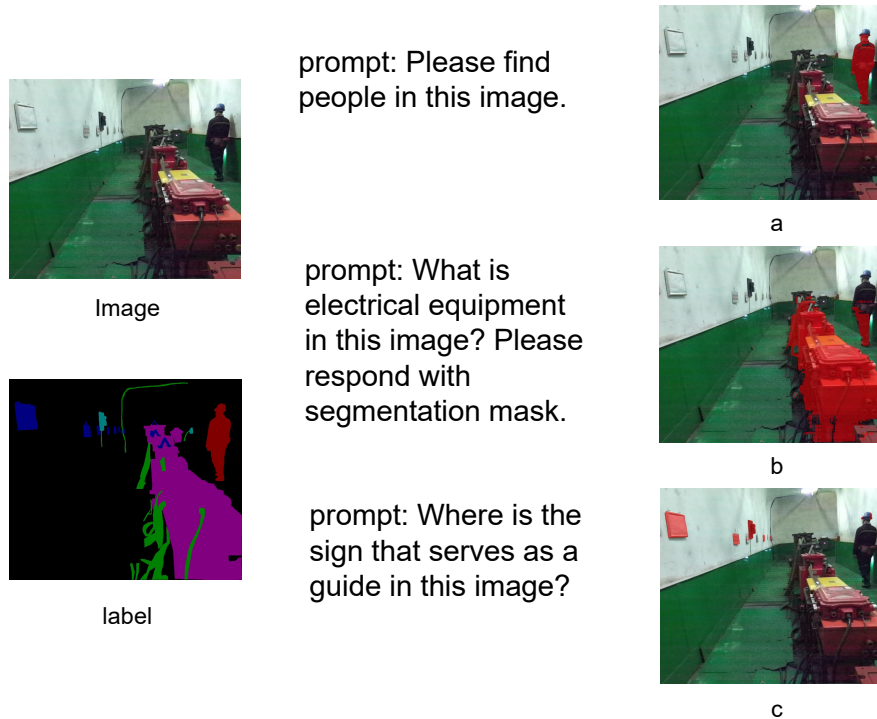 prompt: Please find
people in this image.
a
Image
prompt: What is
electrical equipment
in this image? Please
respond with
segmentation mask.
b
label
prompt: Where is the
sign that serves as a
guide in this image?
c